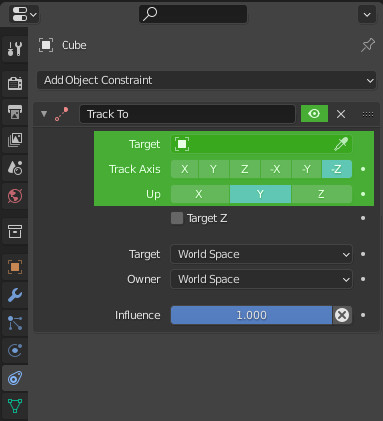 Cube
Add Object Constraint
Track To
Target
Track Axis X Y Z -X -Y -Z
Up X Y Z
Target Z
Target World Space
Owner World Space
Influence 1.000